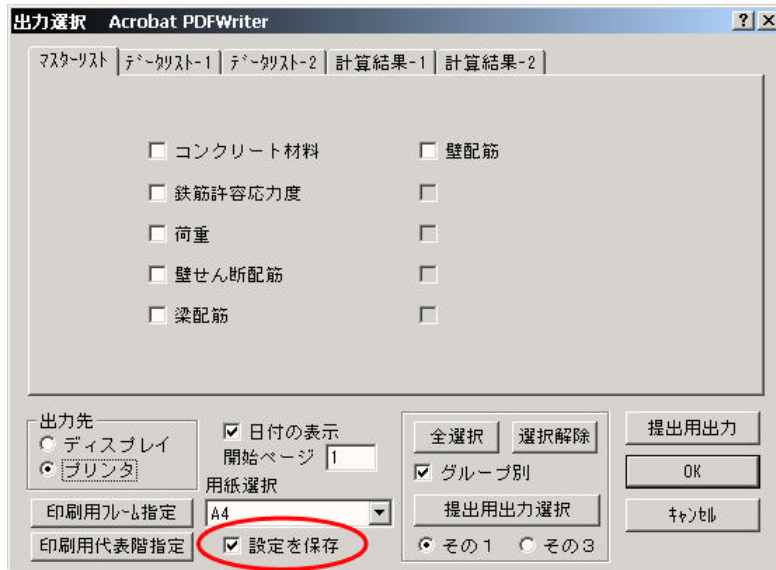 出力選択 Acrobat PDFWriter
マスターリスト データリスト-1 データリスト-2 計算結果-1 計算結果-2
コンクリート材料 壁配筋
鉄筋許容応力度
荷重
壁せん断配筋
梁配筋
出力先
ディスプレイ
プリンタ
印刷用フレーム指定
印刷用代表階指定
日付の表示
開始ページ 1
用紙選択
A4
設定を保存
全選択 選択解除
グループ別
提出用出力選択
その1 その3
提出用出力
OK
キャンセル